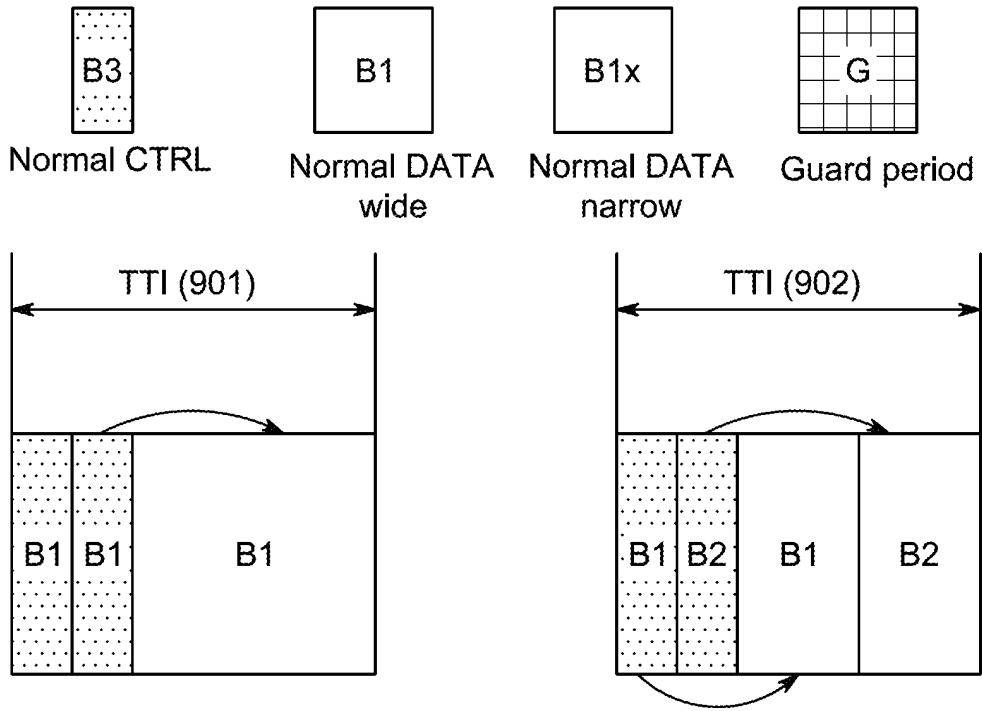 B3
B1
B1x
G
Normal CTRL
Normal DATA
wide
Normal DATA
narrow
Guard period
TTI (901)
TTI (902)
B1
B1
B1
B1
B2
B1
B2